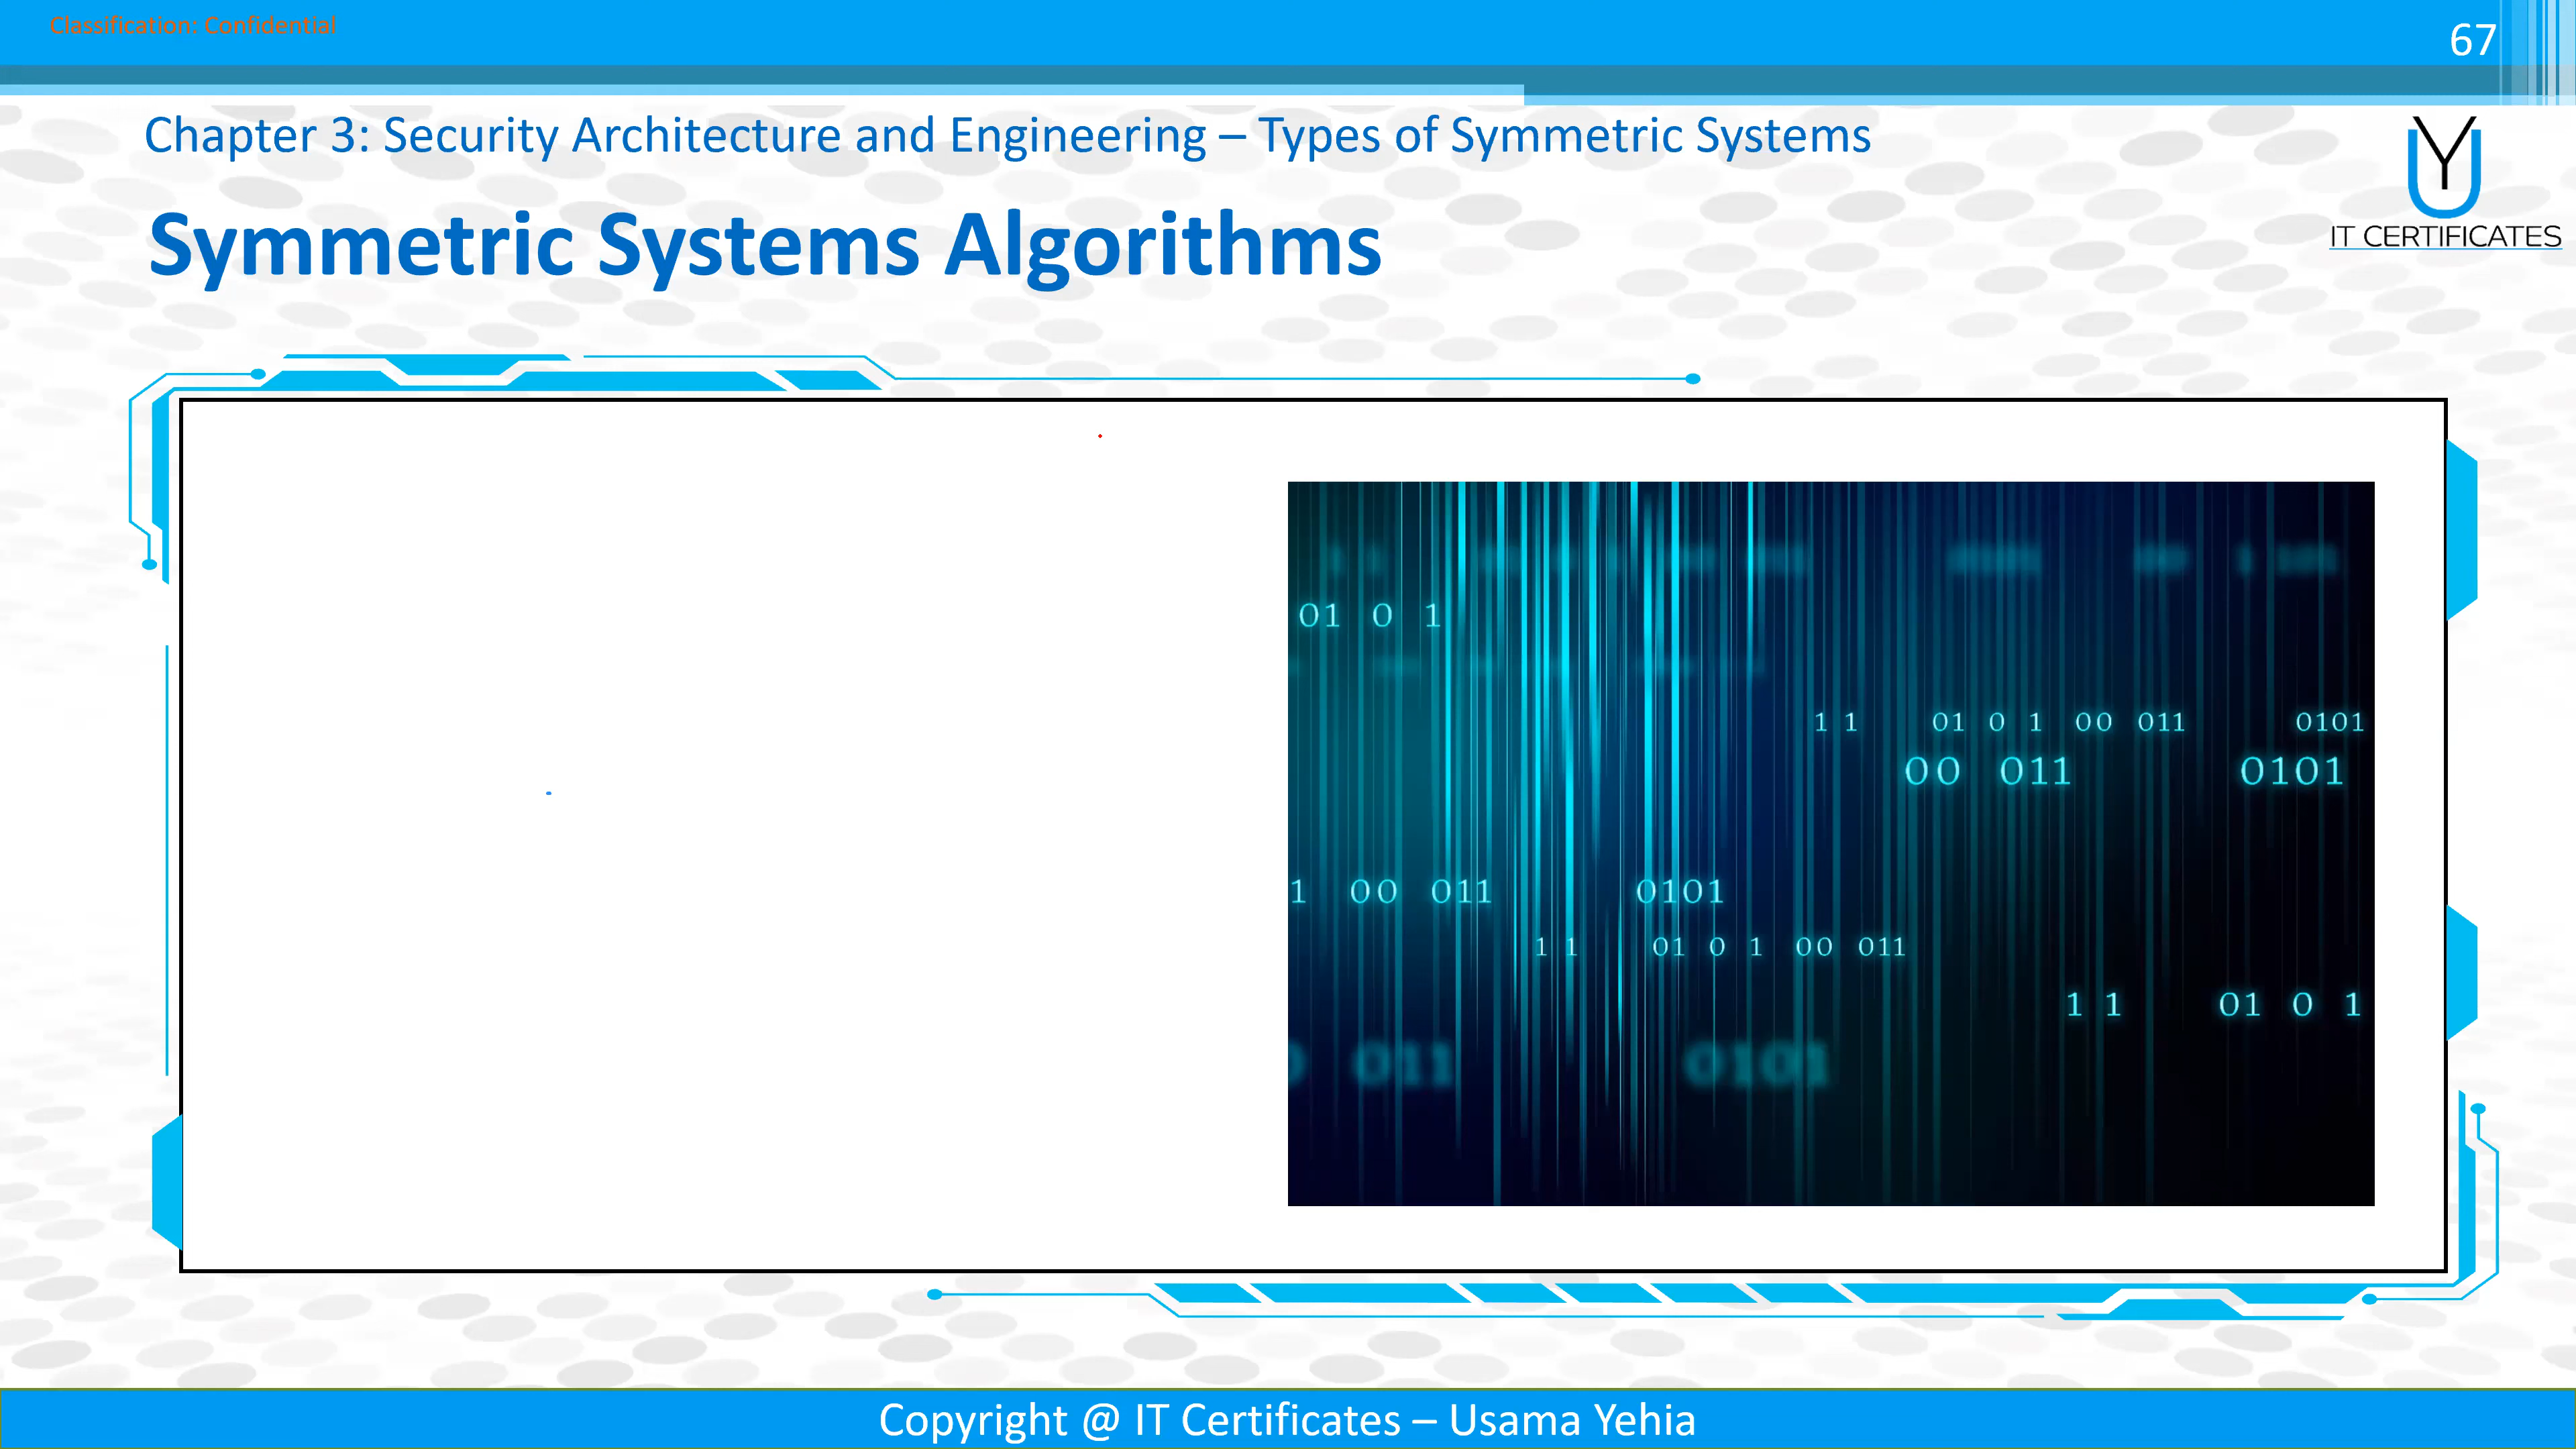 Classification: Confidential
67
Chapter 3: Security Architecture and Engineering – Types of Symmetric Systems
Y
IT CERTIFICATES
Symmetric Systems Algorithms
01 0 1
1 1 01 0 1 00 011 0101
00 011 0101
1 00 011 0101
1 1 01 0 1 00 011
1 1 01 0 1
011 0101
Copyright @ IT Certificates – Usama Yehia